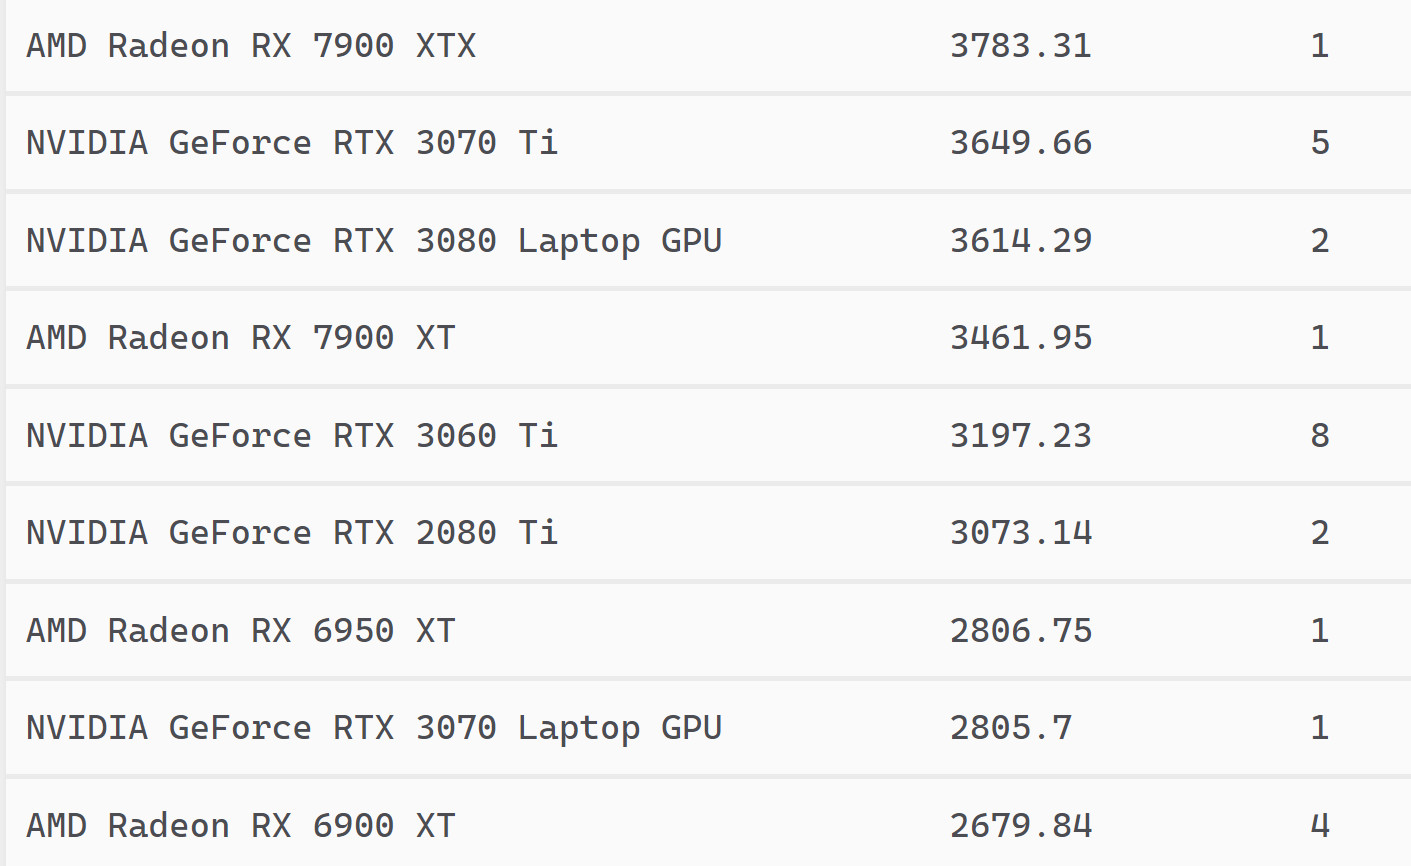 AMD Radeon RX 7900 XTX 3783.31 1
NVIDIA GeForce RTX 3070 Ti 3649.66 5
NVIDIA GeForce RTX 3080 Laptop GPU 3614.29 2
AMD Radeon RX 7900 XT 3461.95 1
NVIDIA GeForce RTX 3060 Ti 3197.23 8
NVIDIA GeForce RTX 2080 Ti 3073.14 2
AMD Radeon RX 6950 XT 2806.75 1
NVIDIA GeForce RTX 3070 Laptop GPU 2805.7 1
AMD Radeon RX 6900 XT 2679.84 4